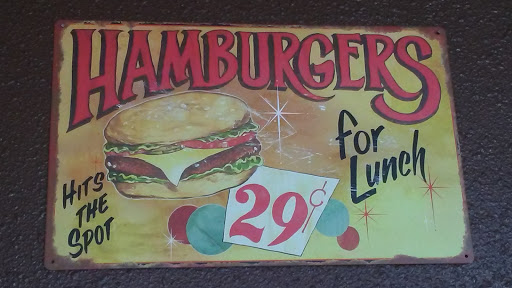 HAMBURGERS
for
Lunch
HITS
THE
SPOT
29¢